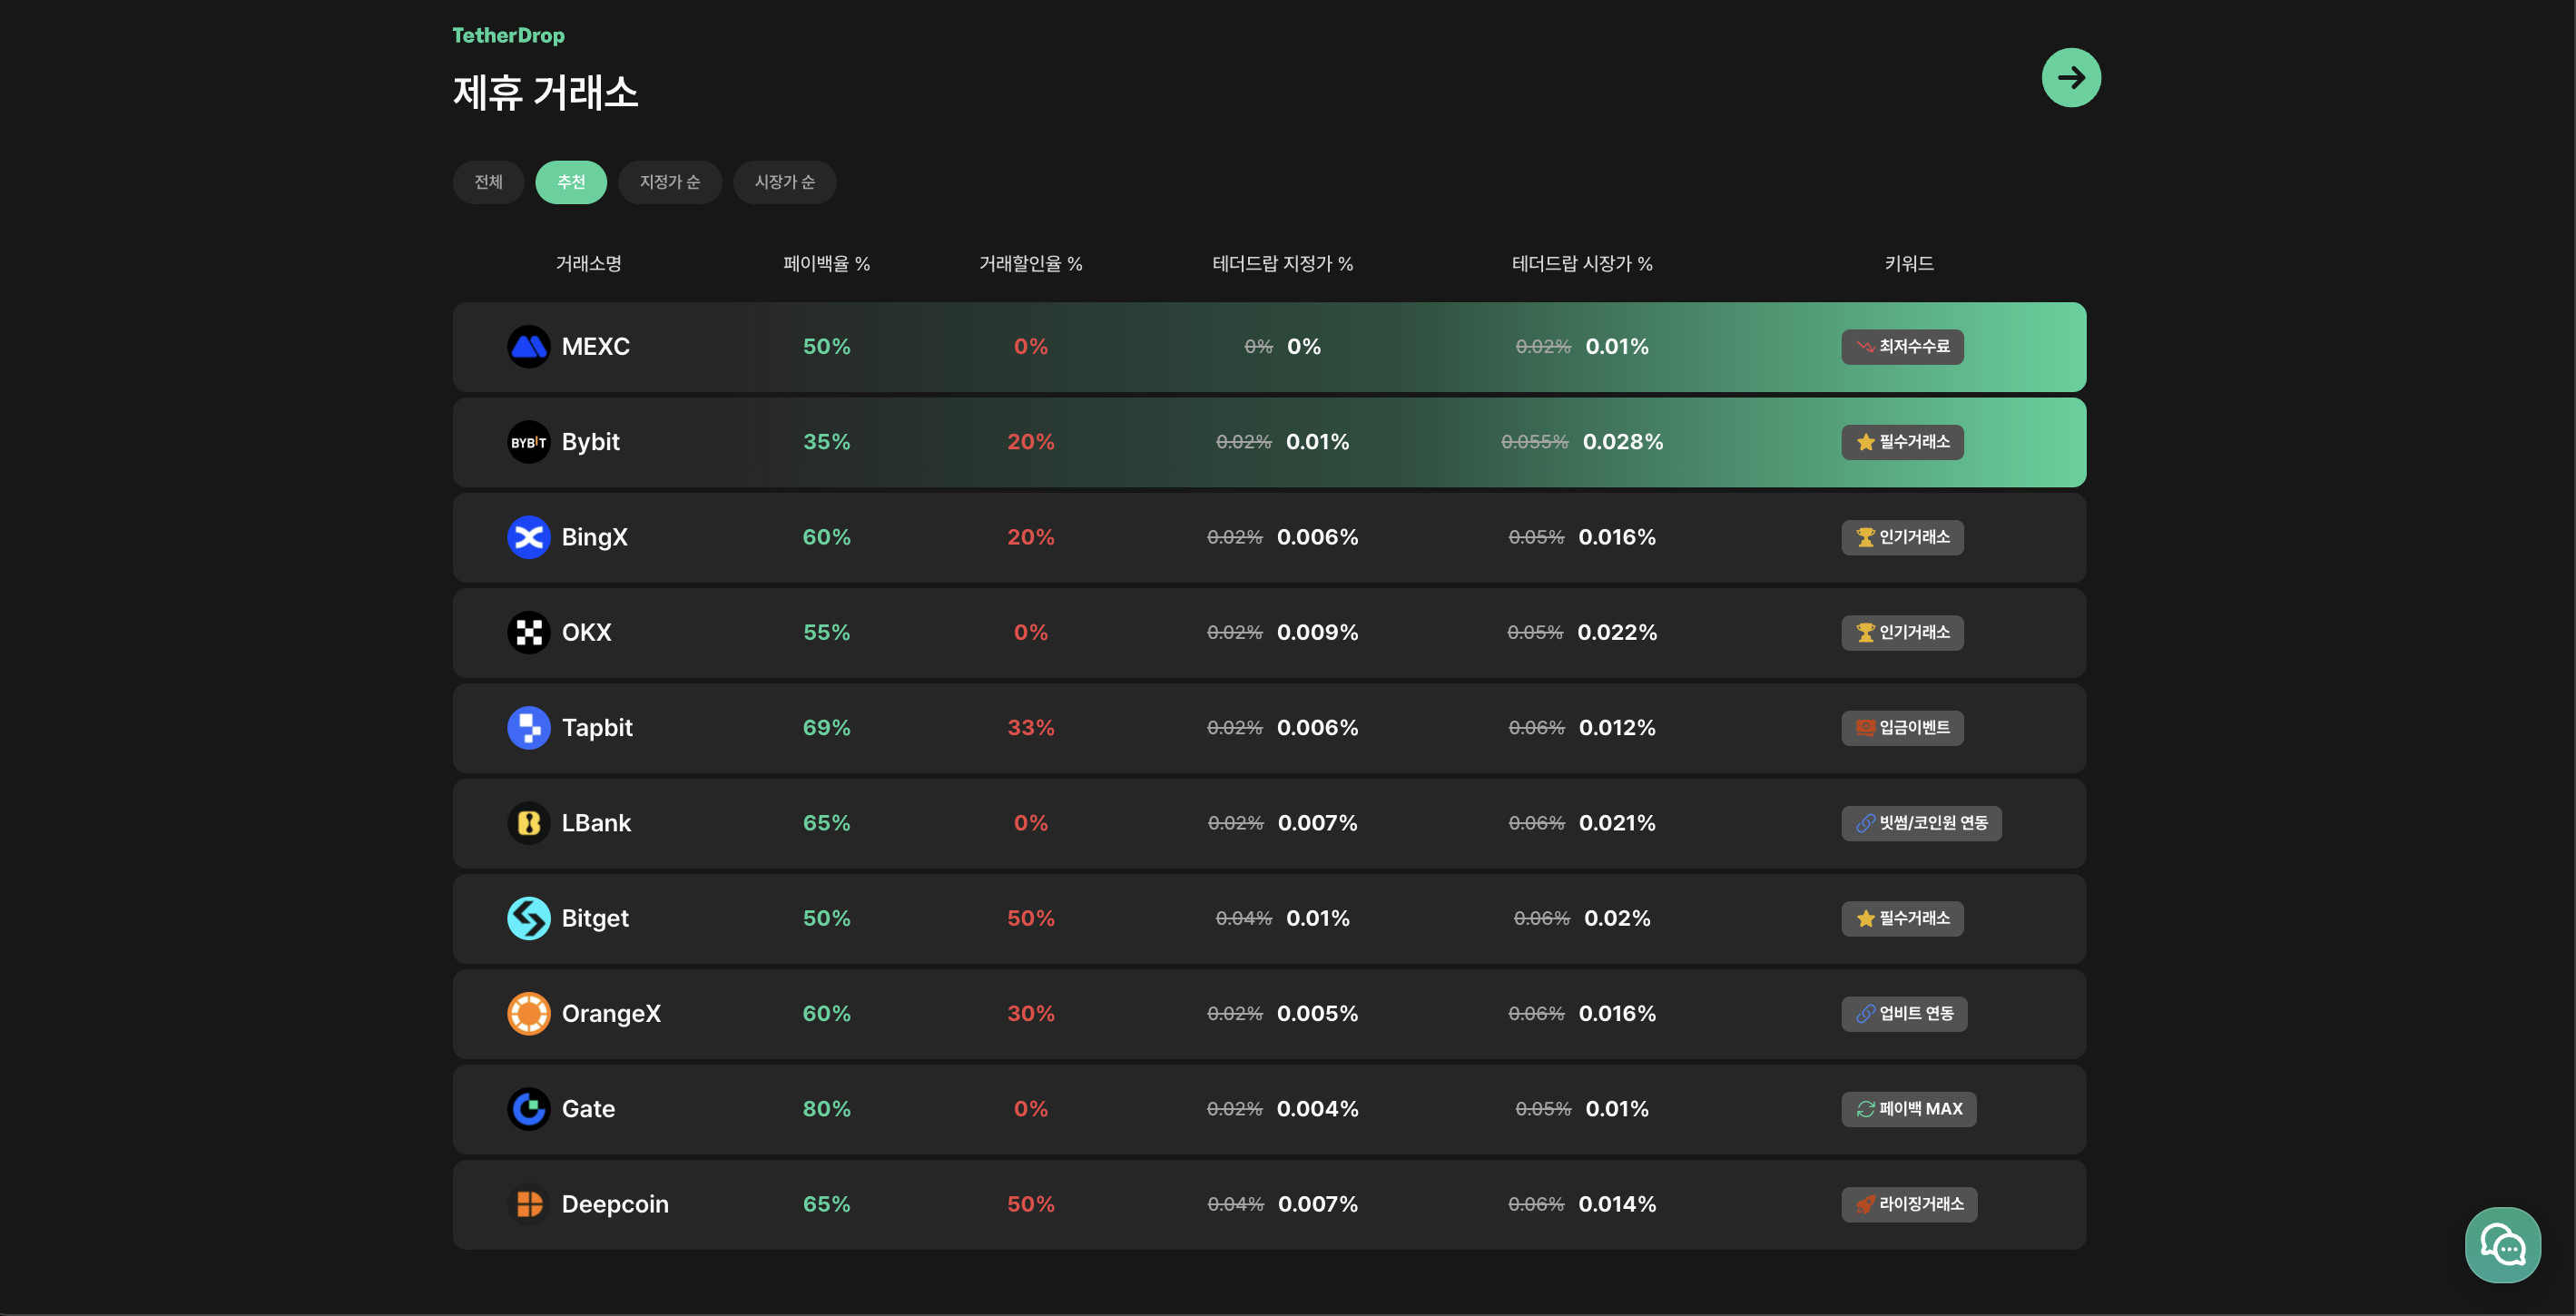 TetherDrop
제휴 거래소
전체 추천 지정가 순 시장가 순
거래소명 페이백율 % 거래할인율 % 테더드랍 지정가 % 테더드랍 시장가 % 키워드
MEXC 50% 0% 0% 0% 0.02% 0.01% 최저수수료
BYBIT Bybit 35% 20% 0.02% 0.01% 0.055% 0.028% 필수거래소
BingX 60% 20% 0.02% 0.006% 0.05% 0.016% 인기거래소
OKX 55% 0% 0.02% 0.009% 0.05% 0.022% 인기거래소
Tapbit 69% 33% 0.02% 0.006% 0.06% 0.012% 입금이벤트
LBank 65% 0% 0.02% 0.007% 0.06% 0.021% 빗썸/코인원 연동
Bitget 50% 50% 0.04% 0.01% 0.06% 0.02% 필수거래소
OrangeX 60% 30% 0.02% 0.005% 0.06% 0.016% 업비트 연동
Gate 80% 0% 0.02% 0.004% 0.05% 0.01% 페이백 MAX
Deepcoin 65% 50% 0.04% 0.007% 0.06% 0.014% 라이징거래소